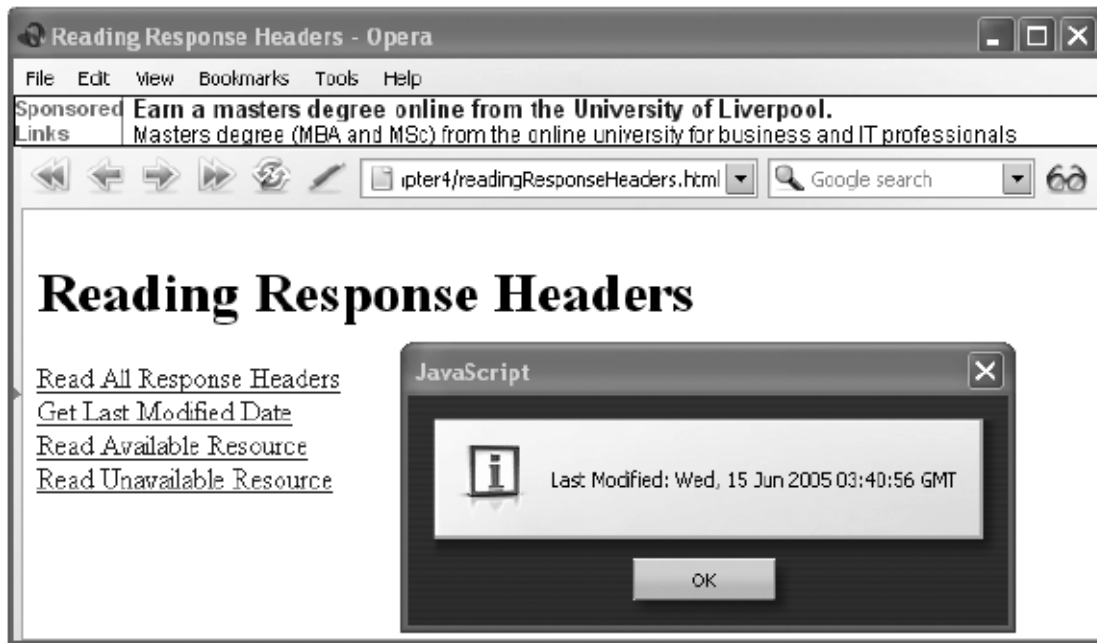 Reading Response Headers - Opera
File Edit View Bookmarks Tools Help
Sponsored Links
Earn a masters degree online from the University of Liverpool.
Masters degree (MBA and MSc) from the online university for business and IT professionals
pter4/readingResponseHeaders.html Google search
Reading Response Headers
Read All Response Headers
Get Last Modified Date
Read Available Resource
Read Unavailable Resource
JavaScript
Last Modified: Wed, 15 Jun 2005 03:40:56 GMT
OK